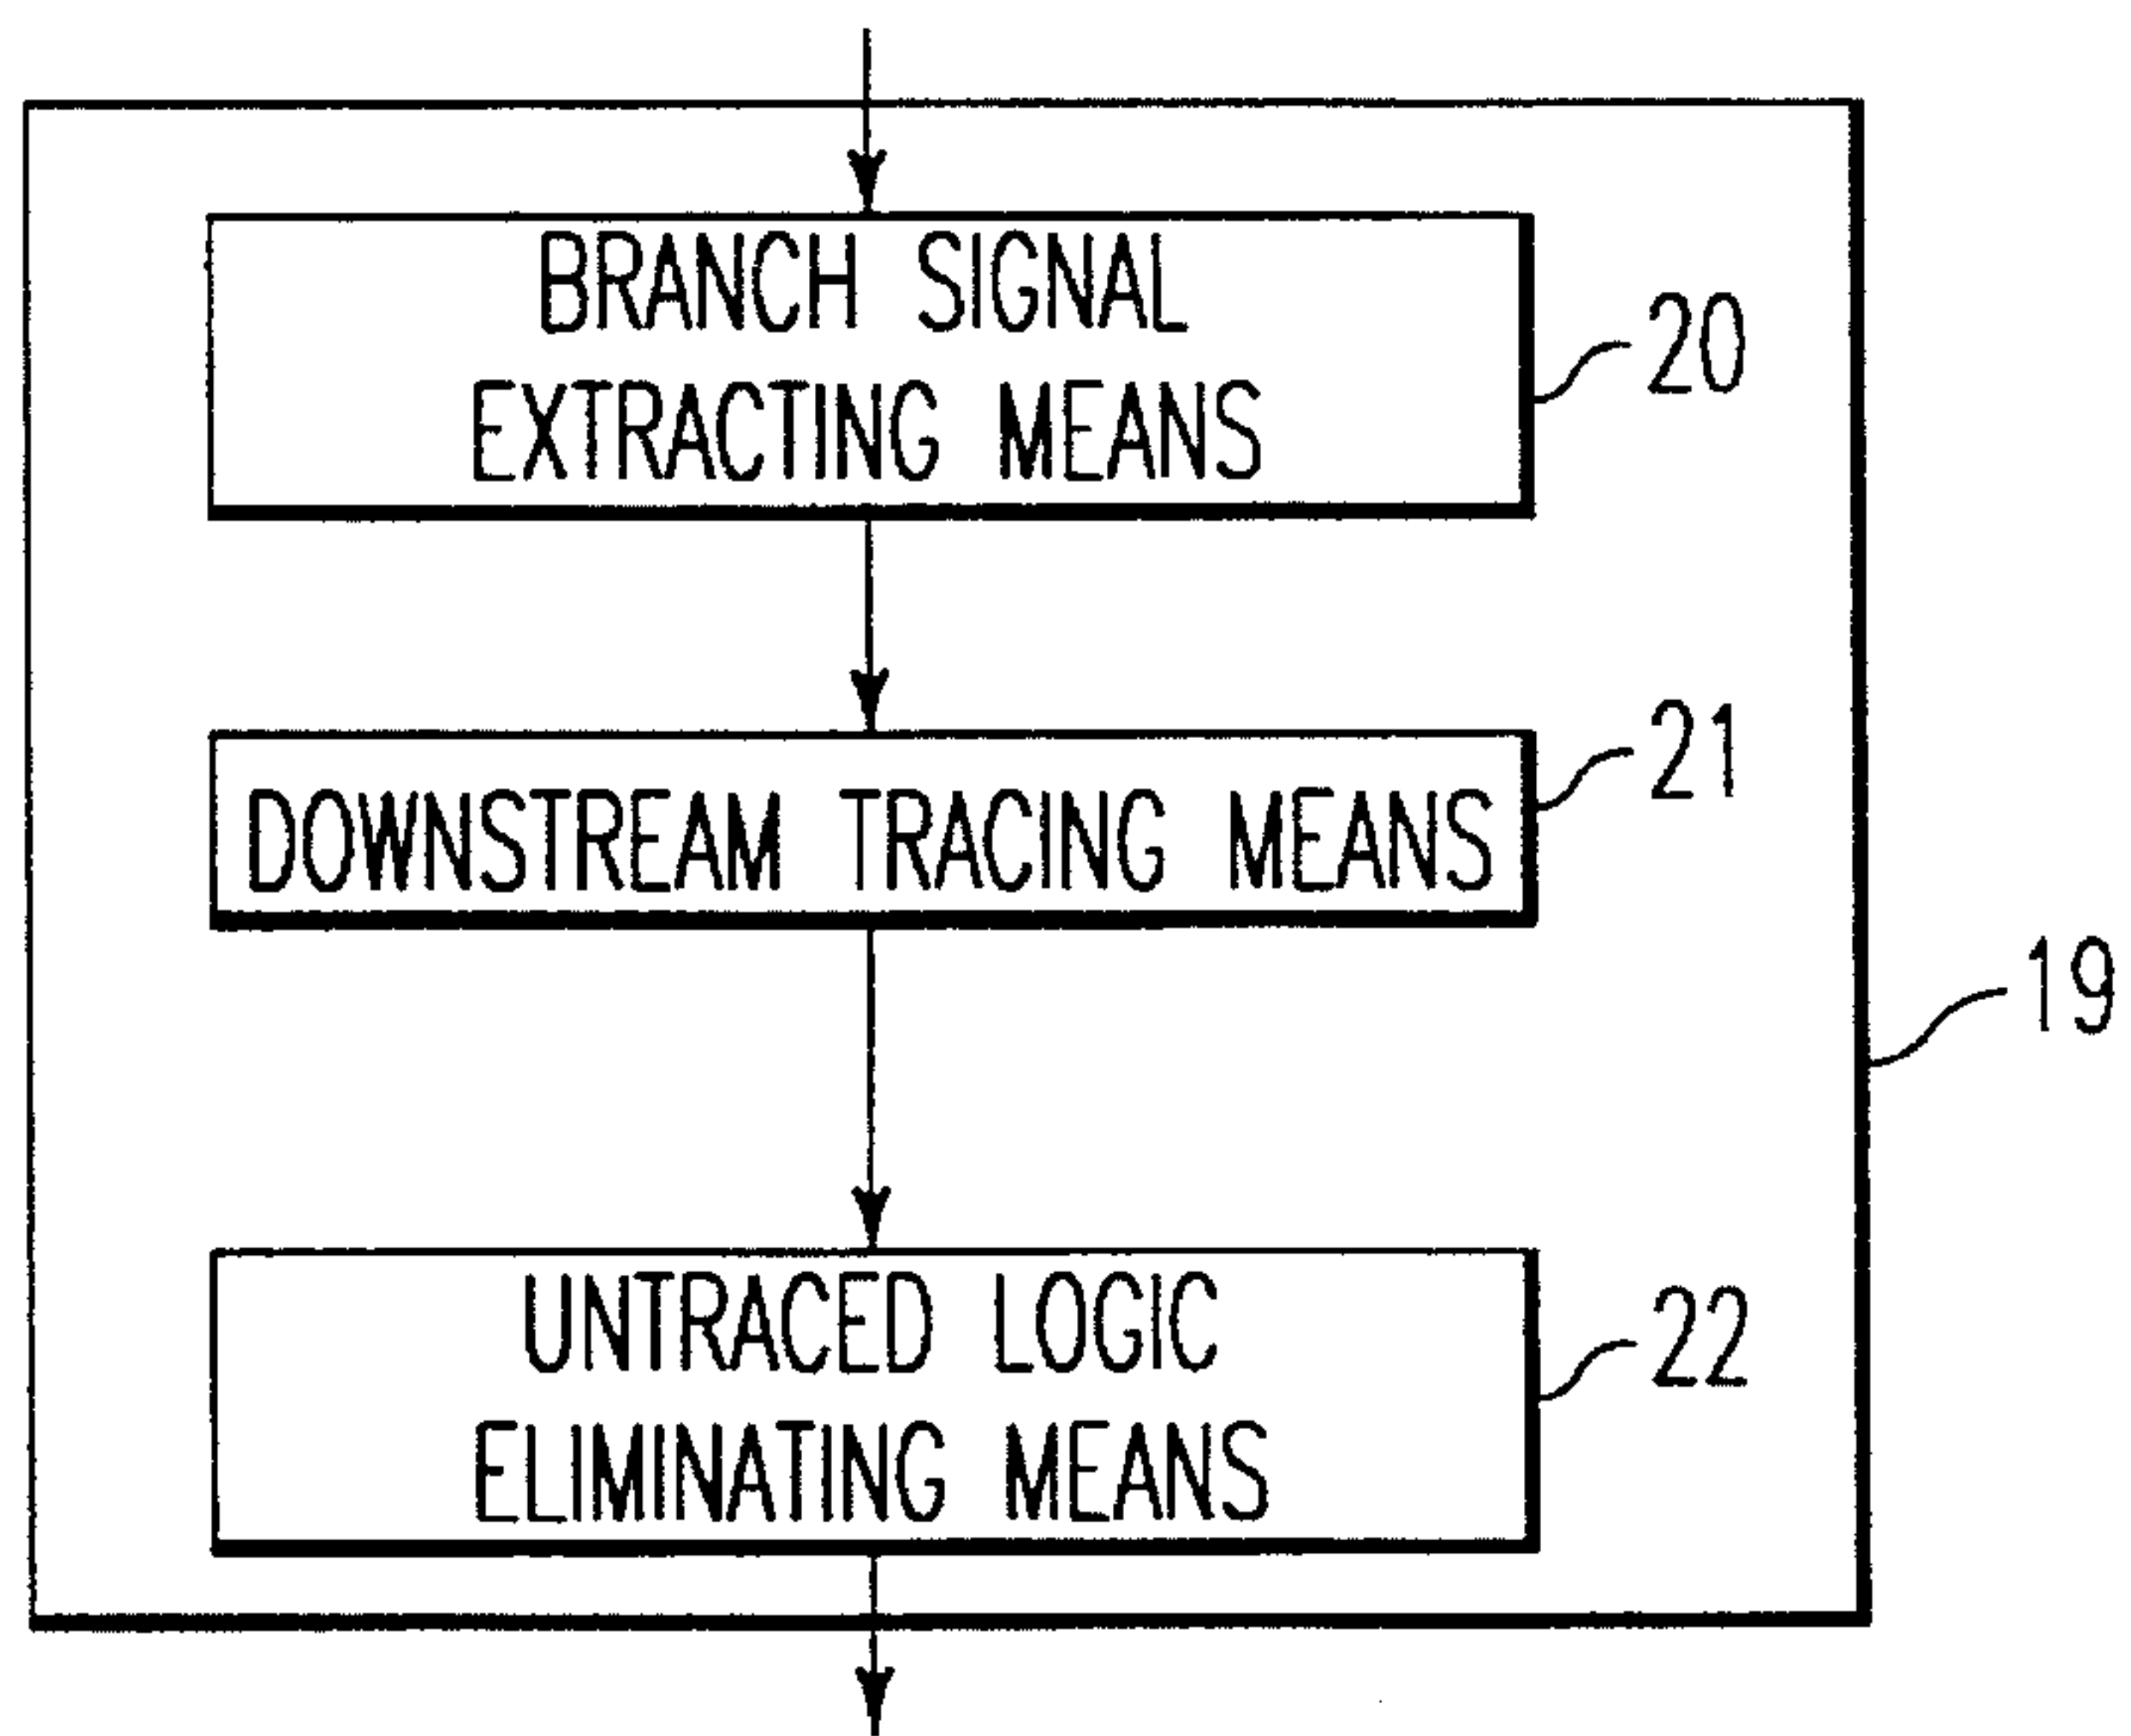 BRANCH SIGNAL
EXTRACTING MEANS
20
DOWNSTREAM TRACING MEANS
21
19
UNTRACED LOGIC
ELIMINATING MEANS
22